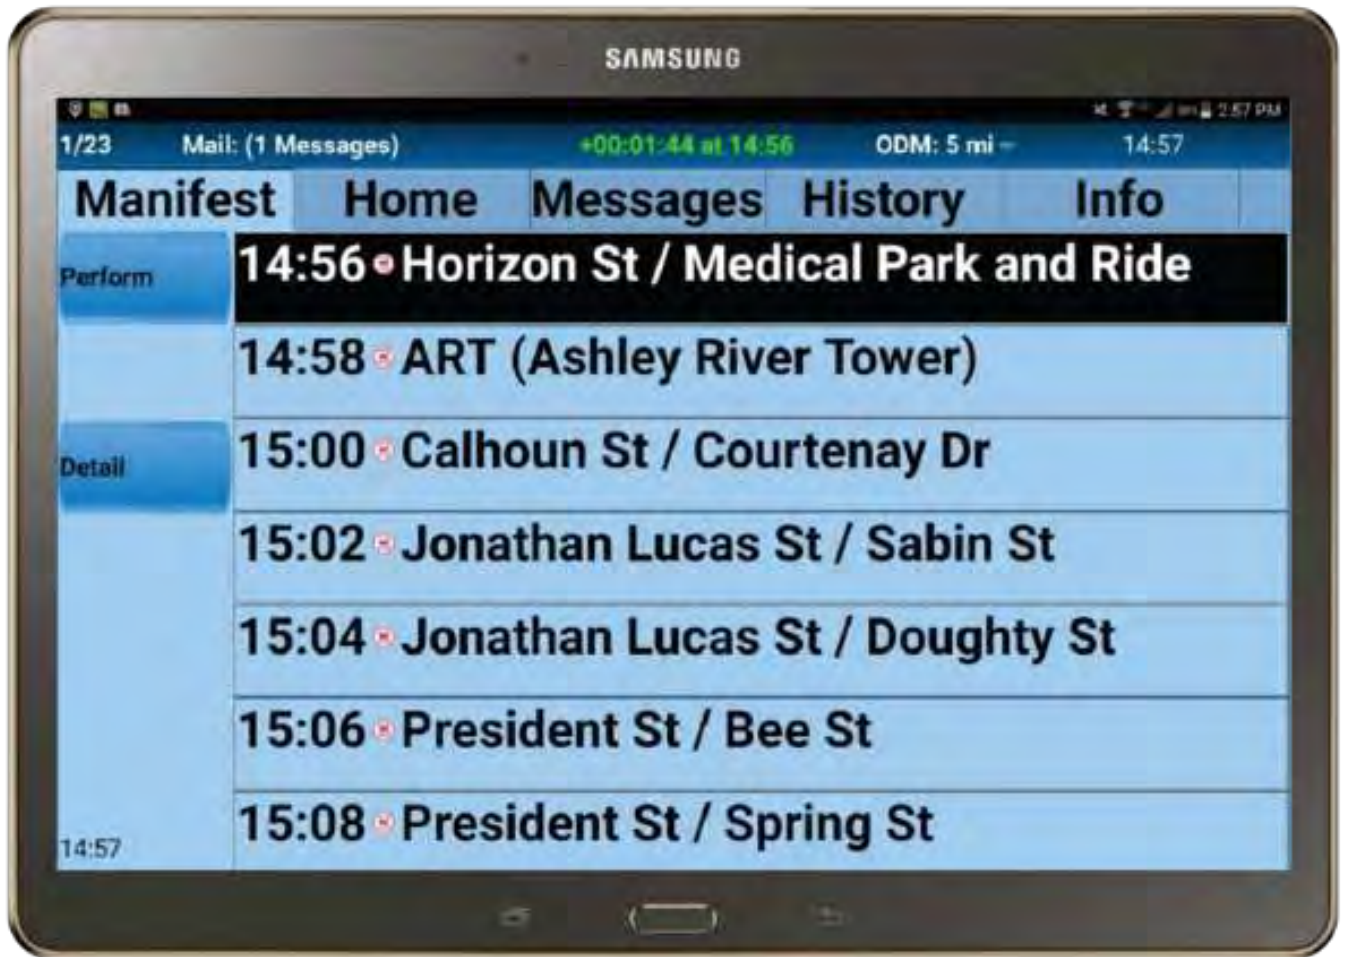 SAMSUNG
2:57 PM
1/23 Mail: (1 Messages) +00:01:44 at 14:56 ODM: 5 mi - 14:57
Manifest Home Messages History Info
Perform
14:56 Horizon St / Medical Park and Ride
14:58 ART (Ashley River Tower)
Detail
15:00 Calhoun St / Courtenay Dr
15:02 Jonathan Lucas St / Sabin St
15:04 Jonathan Lucas St / Doughty St
15:06 President St / Bee St
15:08 President St / Spring St
14:57